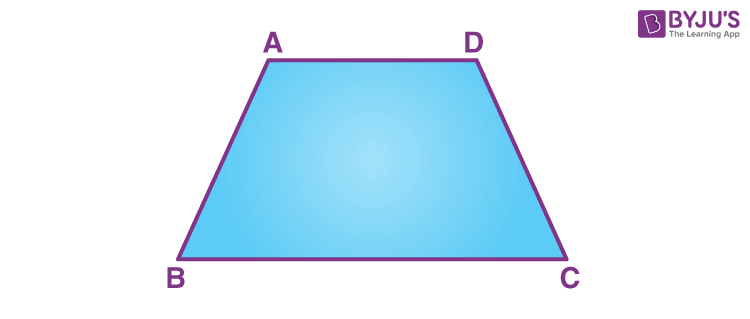 BYJU'S
The Learning App
A D
B C